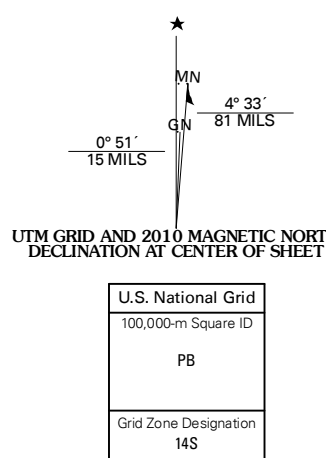 MN
4° 33´
81 MILS
GN
0° 51´
15 MILS
UTM GRID AND 2010 MAGNETIC NORT
DECLINATION AT CENTER OF SHEET
U.S. National Grid
100,000-m Square ID
PB
Grid Zone Designation
14S